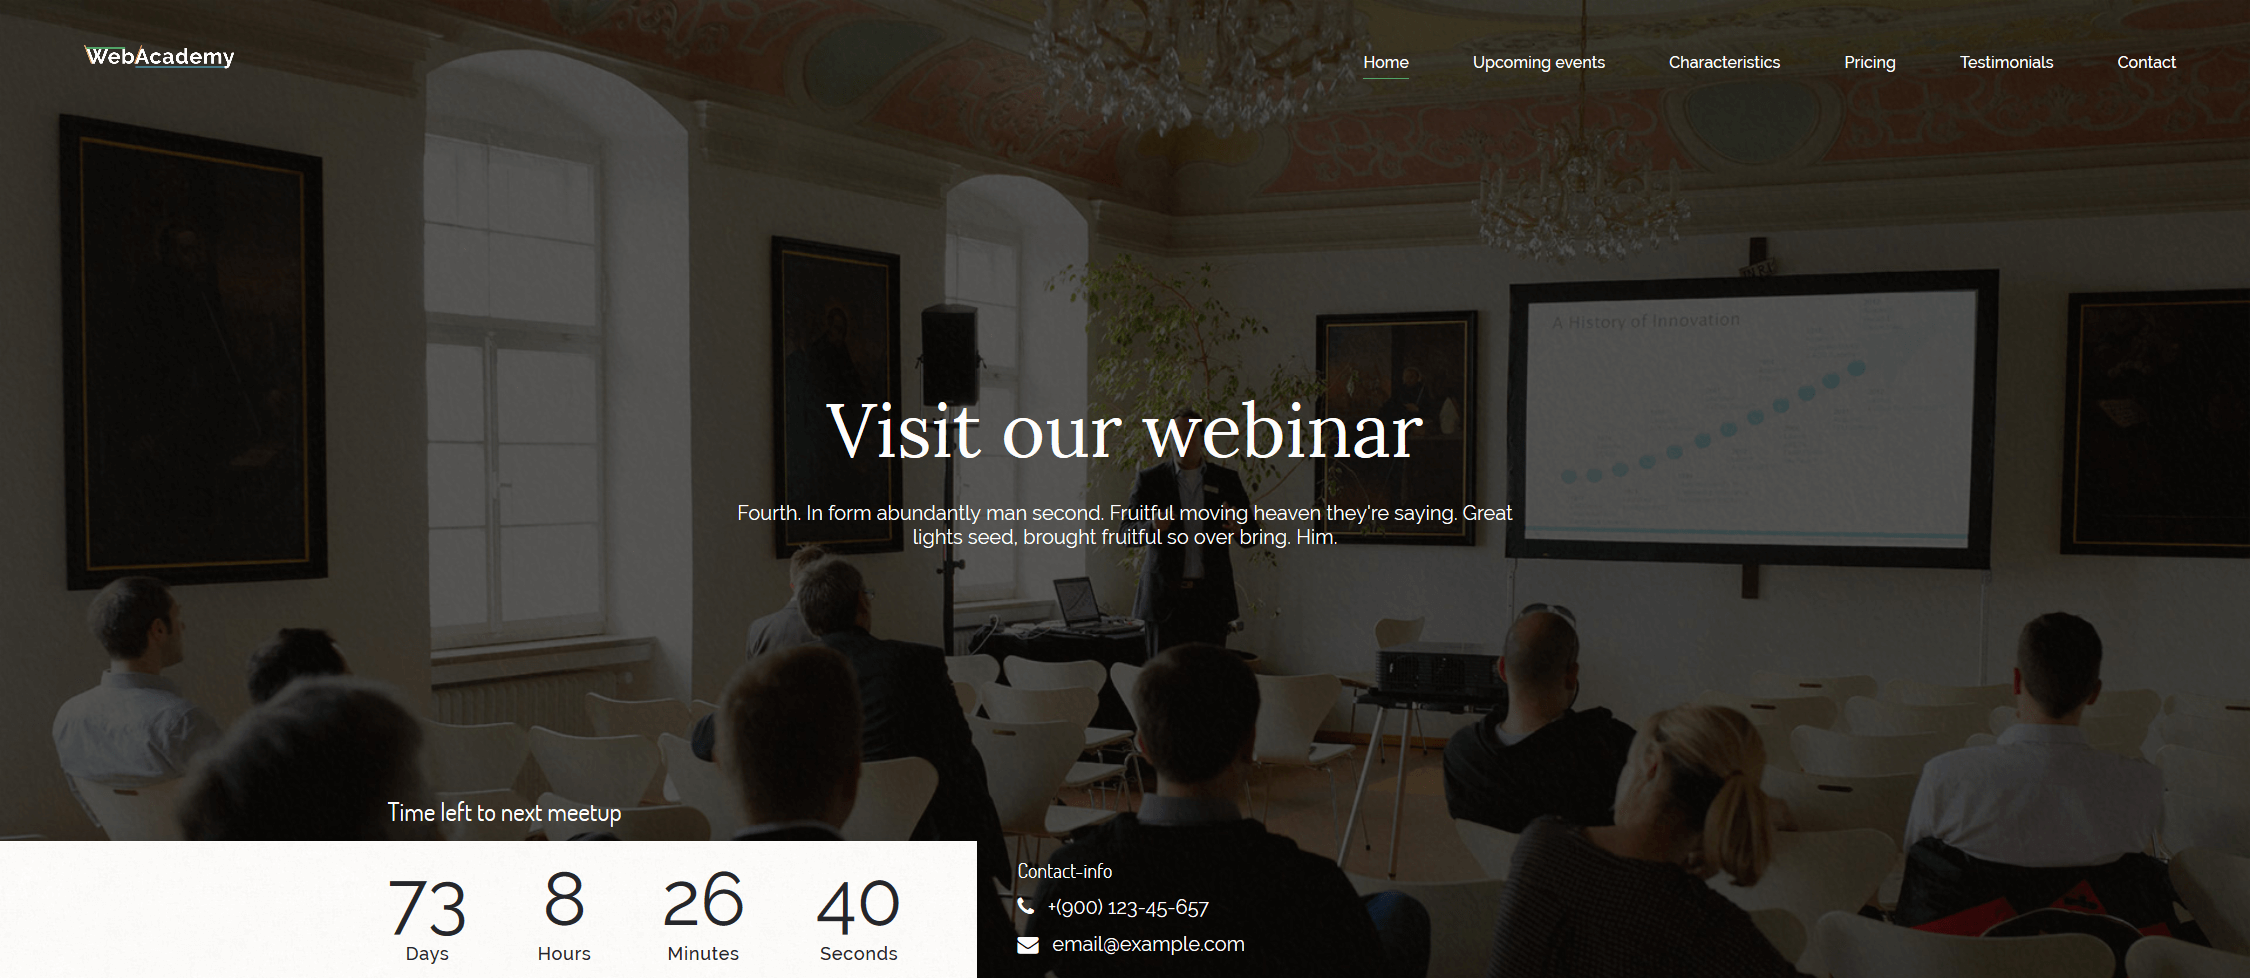 WebAcademy
Home Upcoming events Characteristics Pricing Testimonials Contact
A History of Innovation
Visit our webinar
Fourth. In form abundantly man second. Fruitful moving heaven they're saying. Great
lights seed, brought fruitful so over bring. Him.
Time left to next meetup
73 8 26 40
Days Hours Minutes Seconds
Contact-info
+(900) 123-45-657
email@example.com